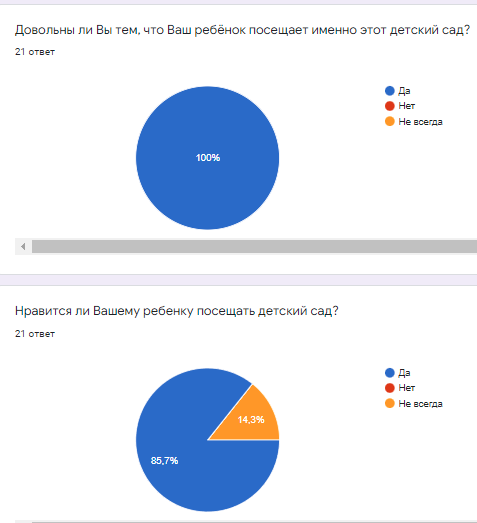 Довольны ли Вы тем, что Ваш ребёнок посещает именно этот детский сад?
21 ответ
100%
Да
Нет
Не всегда
Нравится ли Вашему ребенку посещать детский сад?
21 ответ
85,7%
14,3%
Да
Нет
Не всегда